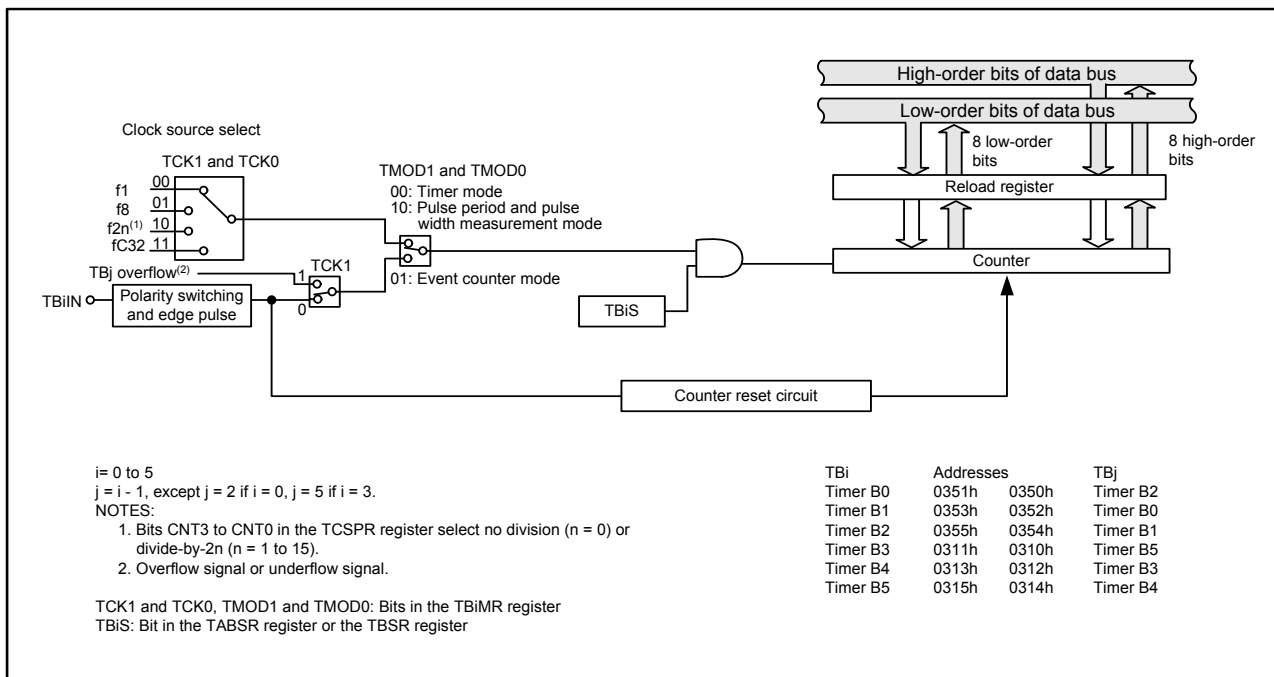 High-order bits of data bus
Low-order bits of data bus
8 low-order
bits
8 high-order
bits
Clock source select
TCK1 and TCK0
f1 00
f8 01
f2n(1) 10
fC32 11
TMOD1 and TMOD0
00: Timer mode
10: Pulse period and pulse
width measurement mode
01: Event counter mode
Reload register
Counter
TBj overflow(2)
TCK1
1
0
TBiIN
Polarity switching
and edge pulse
TBiS
Counter reset circuit
i= 0 to 5
j = i - 1, except j = 2 if i = 0, j = 5 if i = 3.
NOTES:
1. Bits CNT3 to CNT0 in the TCSPR register select no division (n = 0) or
divide-by-2n (n = 1 to 15).
2. Overflow signal or underflow signal.
TCK1 and TCK0, TMOD1 and TMOD0: Bits in the TBiMR register
TBiS: Bit in the TABSR register or the TBSR register
TBi Addresses TBj
Timer B0 0351h 0350h Timer B2
Timer B1 0353h 0352h Timer B0
Timer B2 0355h 0354h Timer B1
Timer B3 0311h 0310h Timer B5
Timer B4 0313h 0312h Timer B3
Timer B5 0315h 0314h Timer B4